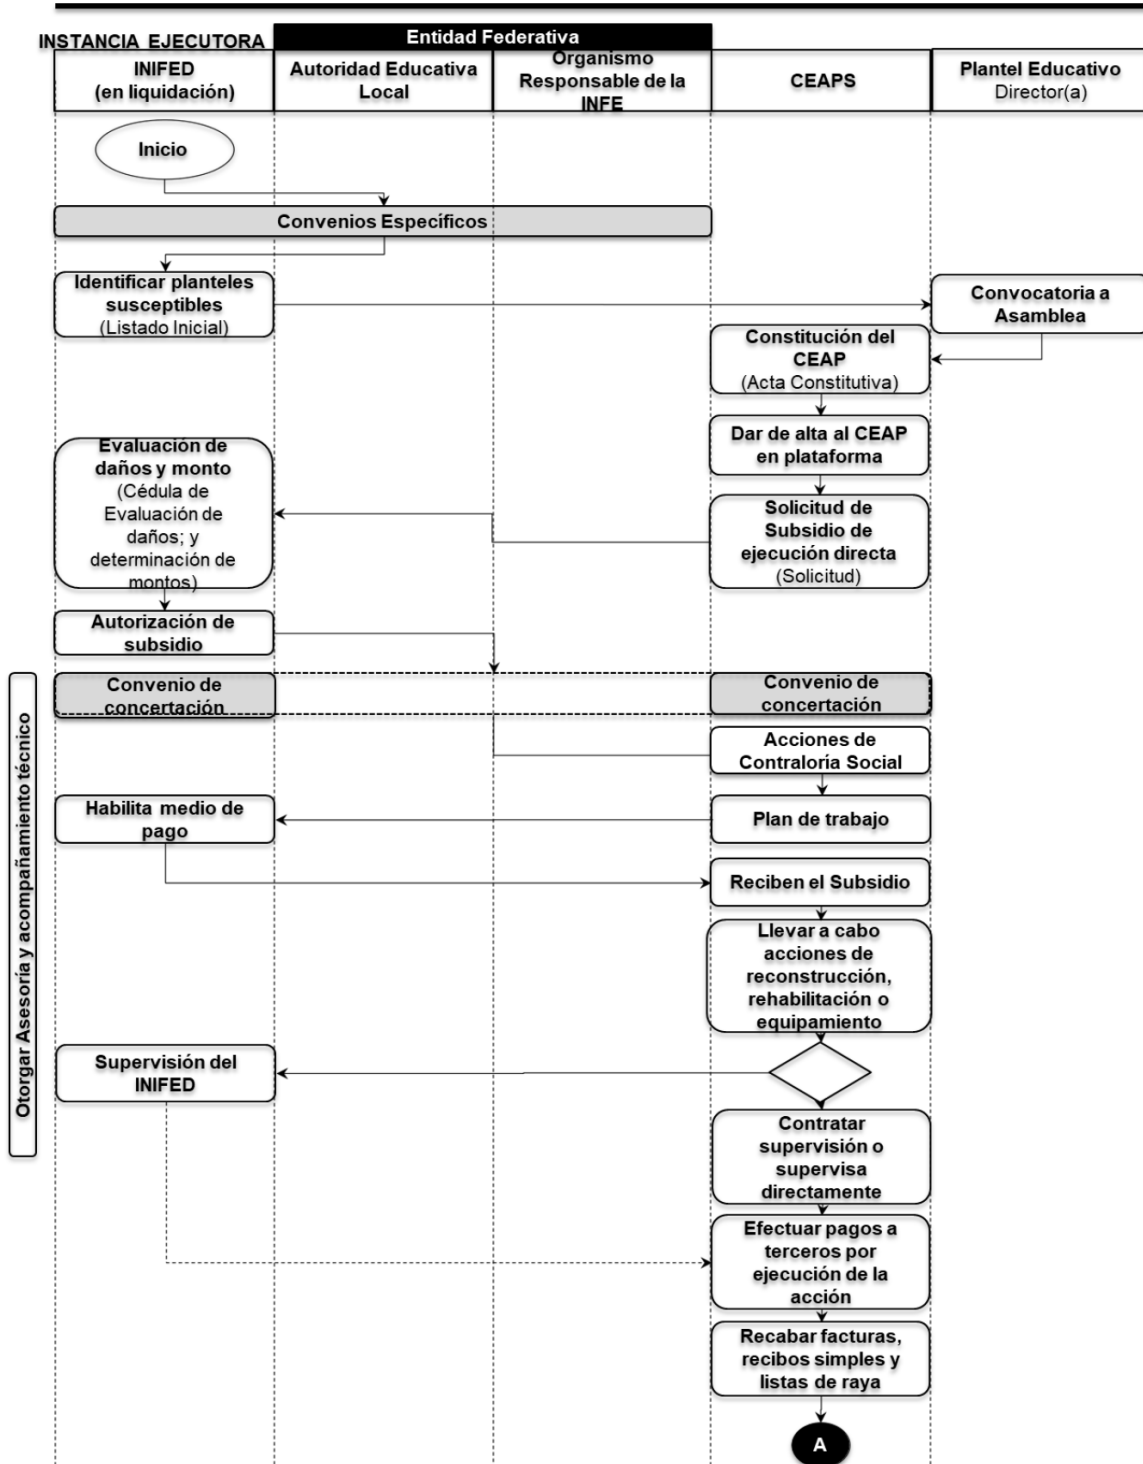 INSTANCIA EJECUTORA
Entidad Federativa
INIFED
(en liquidación)
Autoridad Educativa
Local
Organismo
Responsable de la
INFE
CEAPS
Plantel Educativo
Director(a)
Inicio
Convenios Específicos
Identificar planteles
susceptibles
(Listado Inicial)
Convocatoria a
Asamblea
Constitución del
CEAP
(Acta Constitutiva)
Dar de alta al CEAP
en plataforma
Evaluación de
daños y monto
(Cédula de
Evaluación de
daños; y
determinación de
montos)
Solicitud de
Subsidio de
ejecución directa
(Solicitud)
Autorización de
subsidio
Otorgar Asesoría y acompañamiento técnico
Convenio de
concertación
Convenio de
concertación
Acciones de
Contraloría Social
Habilita medio de
pago
Plan de trabajo
Reciben el Subsidio
Llevar a cabo
acciones de
reconstrucción,
rehabilitación o
equipamiento
Supervisión del
INIFED
Contratar
supervisión o
supervisa
directamente
Efectuar pagos a
terceros por
ejecución de la
acción
Recabar facturas,
recibos simples y
listas de raya
A